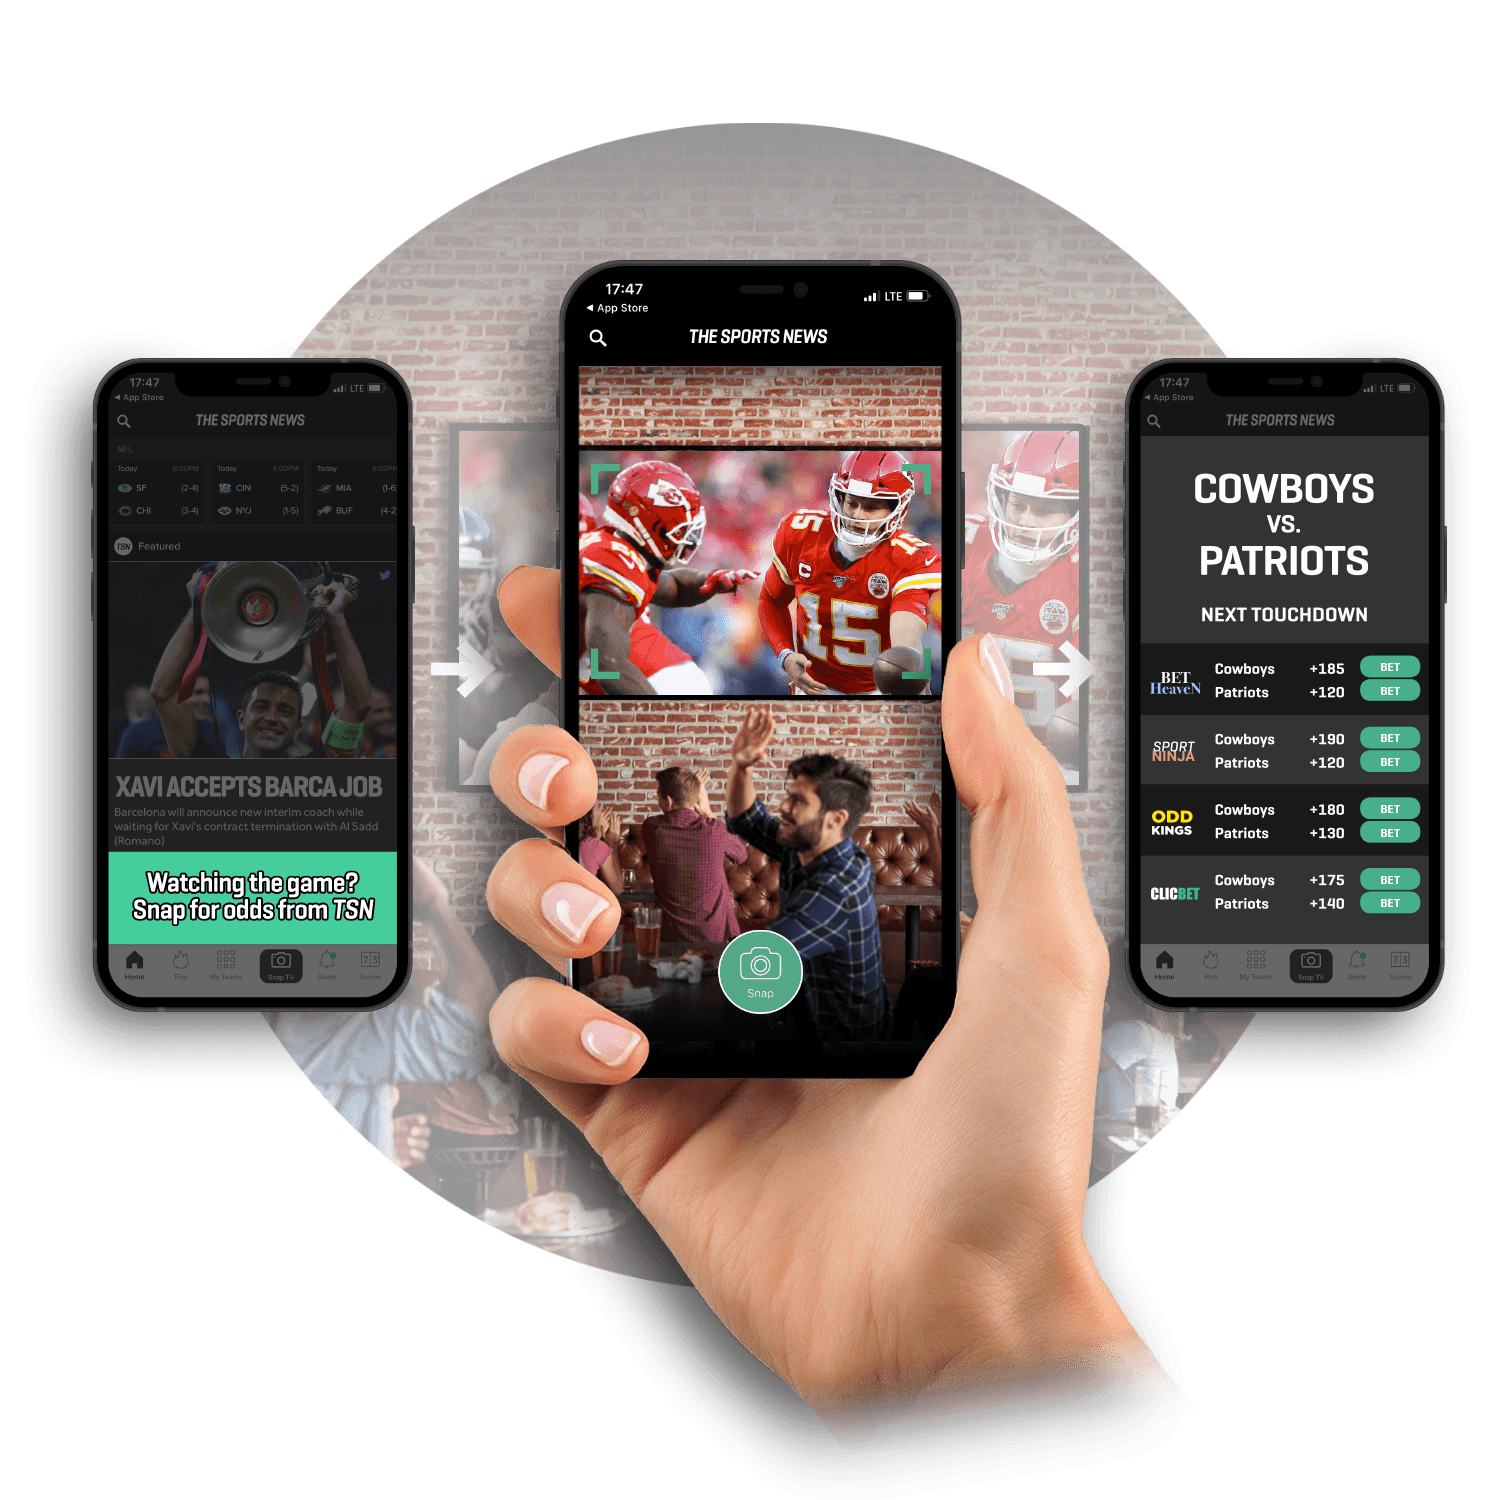 17:47
App Store
LTE
THE SPORTS NEWS
NFL
Today 6:00PM Today 6:00PM Today 6:00PM
SF (2-4) CIN (5-2) MIA (1-6)
CHI (3-4) NYJ (1-5) BUF (4-2)
TSN Featured
XAVI ACCEPTS BARCA JOB
Barcelona will announce new interim coach while
waiting for Xavi's contract termination with Al Sadd
(Romano)
Watching the game?
Snap for odds from TSN
Home Fire My Teams Snap TV Alerts Scores
17:47
App Store
LTE
THE SPORTS NEWS
15
15
C
15
Snap
17:47
App Store
LTE
THE SPORTS NEWS
COWBOYS
VS.
PATRIOTS
NEXT TOUCHDOWN
BET
HeaveN
Cowboys +185 BET
Patriots +120 BET
SPORT
NINJA
Cowboys +190 BET
Patriots +120 BET
ODD
KINGS
Cowboys +180 BET
Patriots +130 BET
CLICBET
Cowboys +175 BET
Patriots +140 BET
Home Fire My Teams Snap TV Alerts Scores